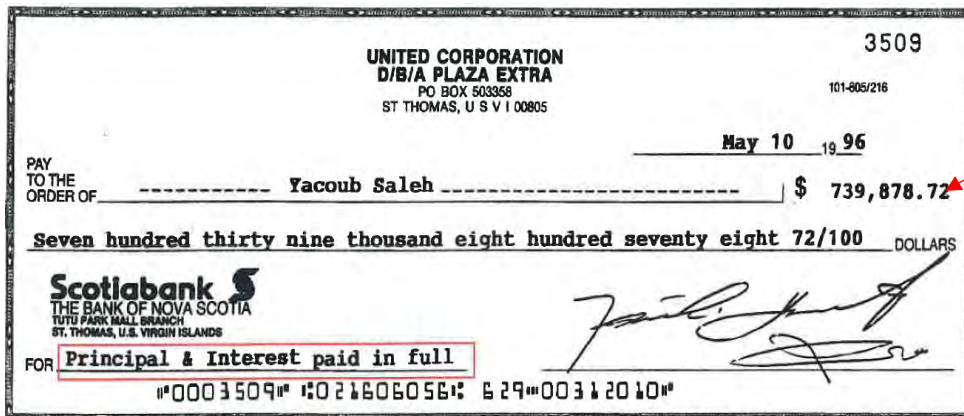 3509
UNITED CORPORATION
D/B/A PLAZA EXTRA
PO BOX 503358
ST THOMAS, U S V I 00805
101-605/216
May 10 19 96
PAY
TO THE
ORDER OF ----------- Yacoub Saleh ------------------------- $ 739,878.72
Seven hundred thirty nine thousand eight hundred seventy eight 72/100 DOLLARS
Scotiabank
THE BANK OF NOVA SCOTIA
TUTU PARK MALL BRANCH
ST. THOMAS, U.S. VIRGIN ISLANDS
FOR Principal & Interest paid in full
⑈0003509⑈ ⑆021606056⑆ 629⑉00312010⑈